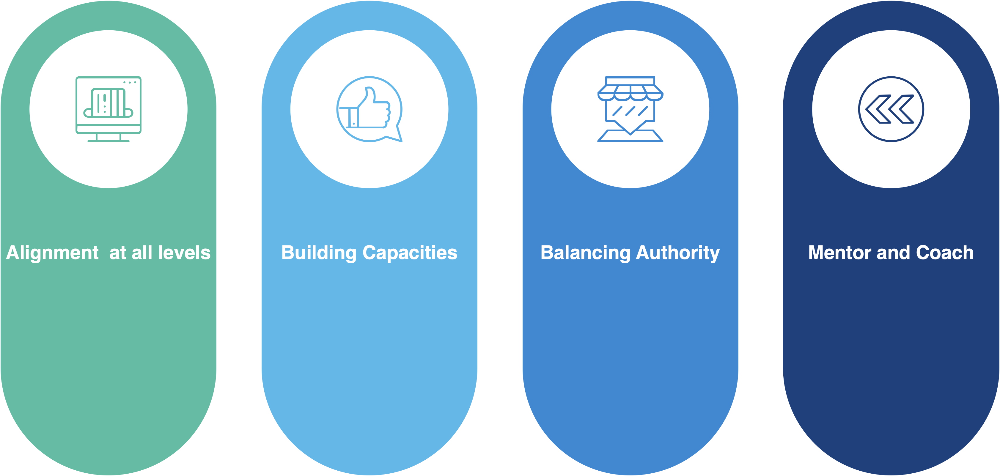 Alignment  at all levels
Building Capacities
Balancing Authority
Mentor and Coach